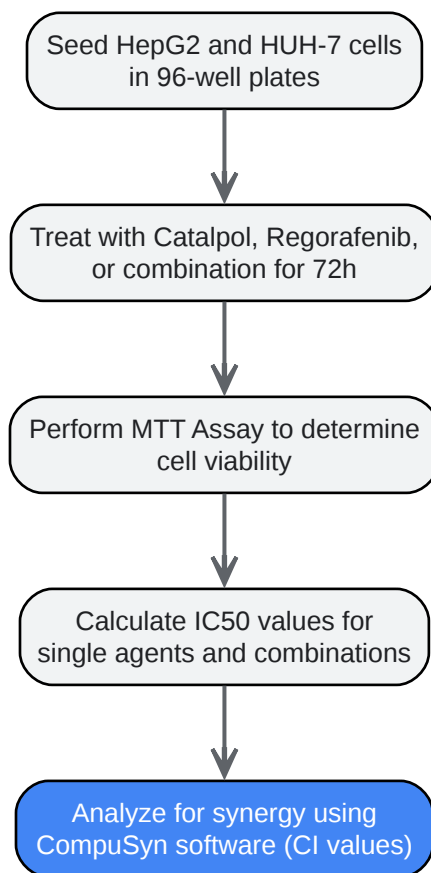 Seed HepG2 and HUH-7 cells
in 96-well plates
Treat with Catalpol, Regorafenib,
or combination for 72h
Perform MTT Assay to determine
cell viability
Calculate IC50 values for
single agents and combinations
Analyze for synergy using
CompuSyn software (CI values)